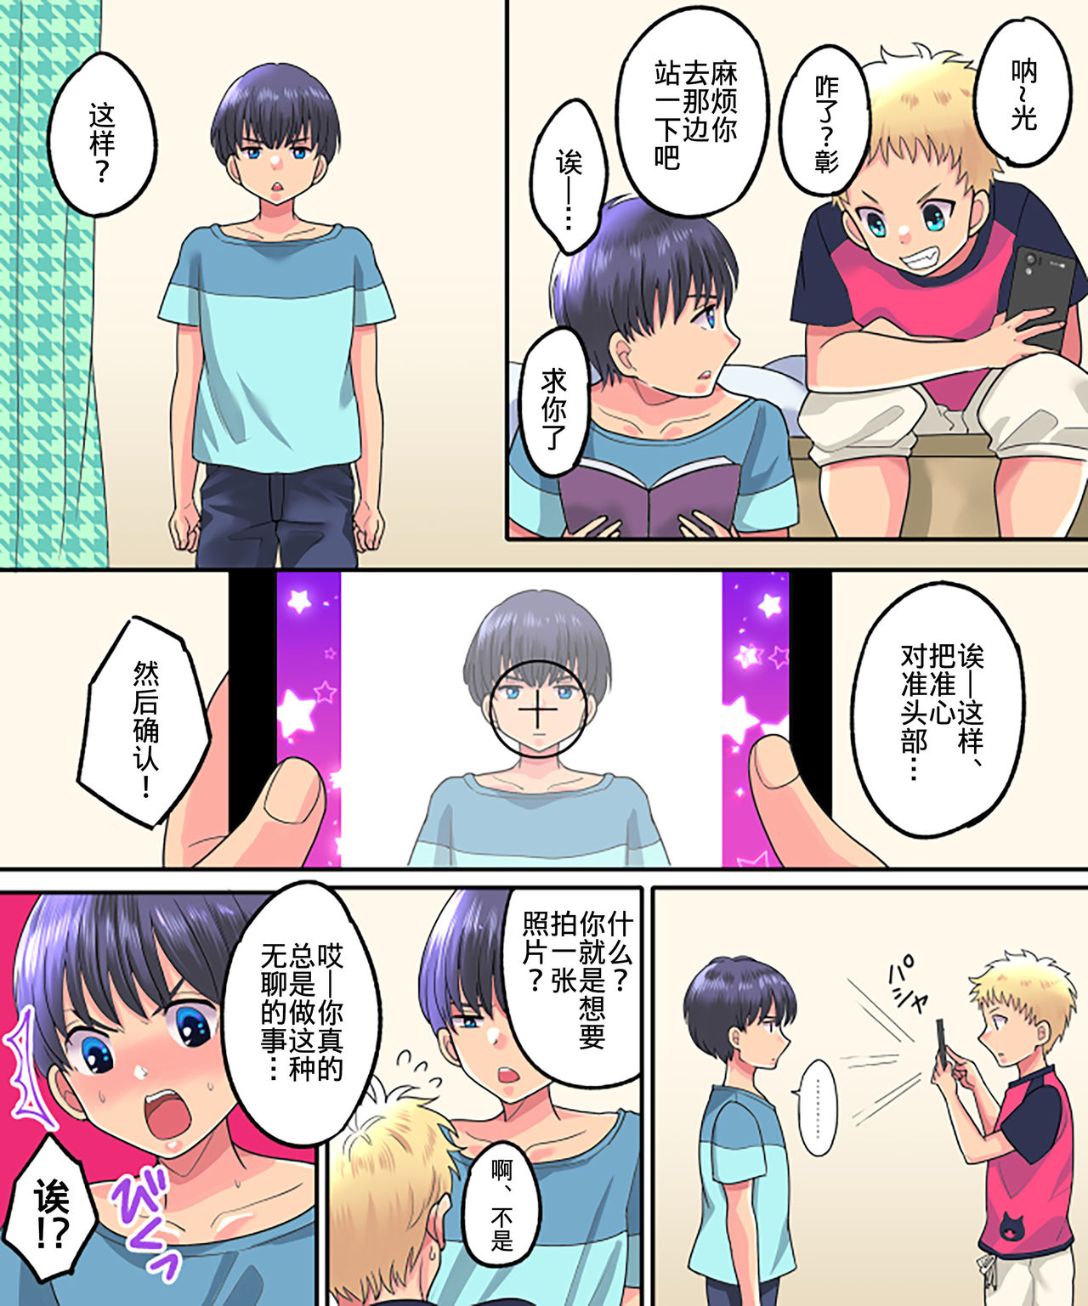 呐~光
咋了?彰
麻烦你
去那边
站一下吧
诶—…
求你了
这样?
诶—这样、
把准心
对准头部…
然后确认!
パシャ
………
什么?
你就是想要
拍一张
照片?
啊、不是
哎—你真的
总是做这种
无聊的事…
びくっ
诶!?